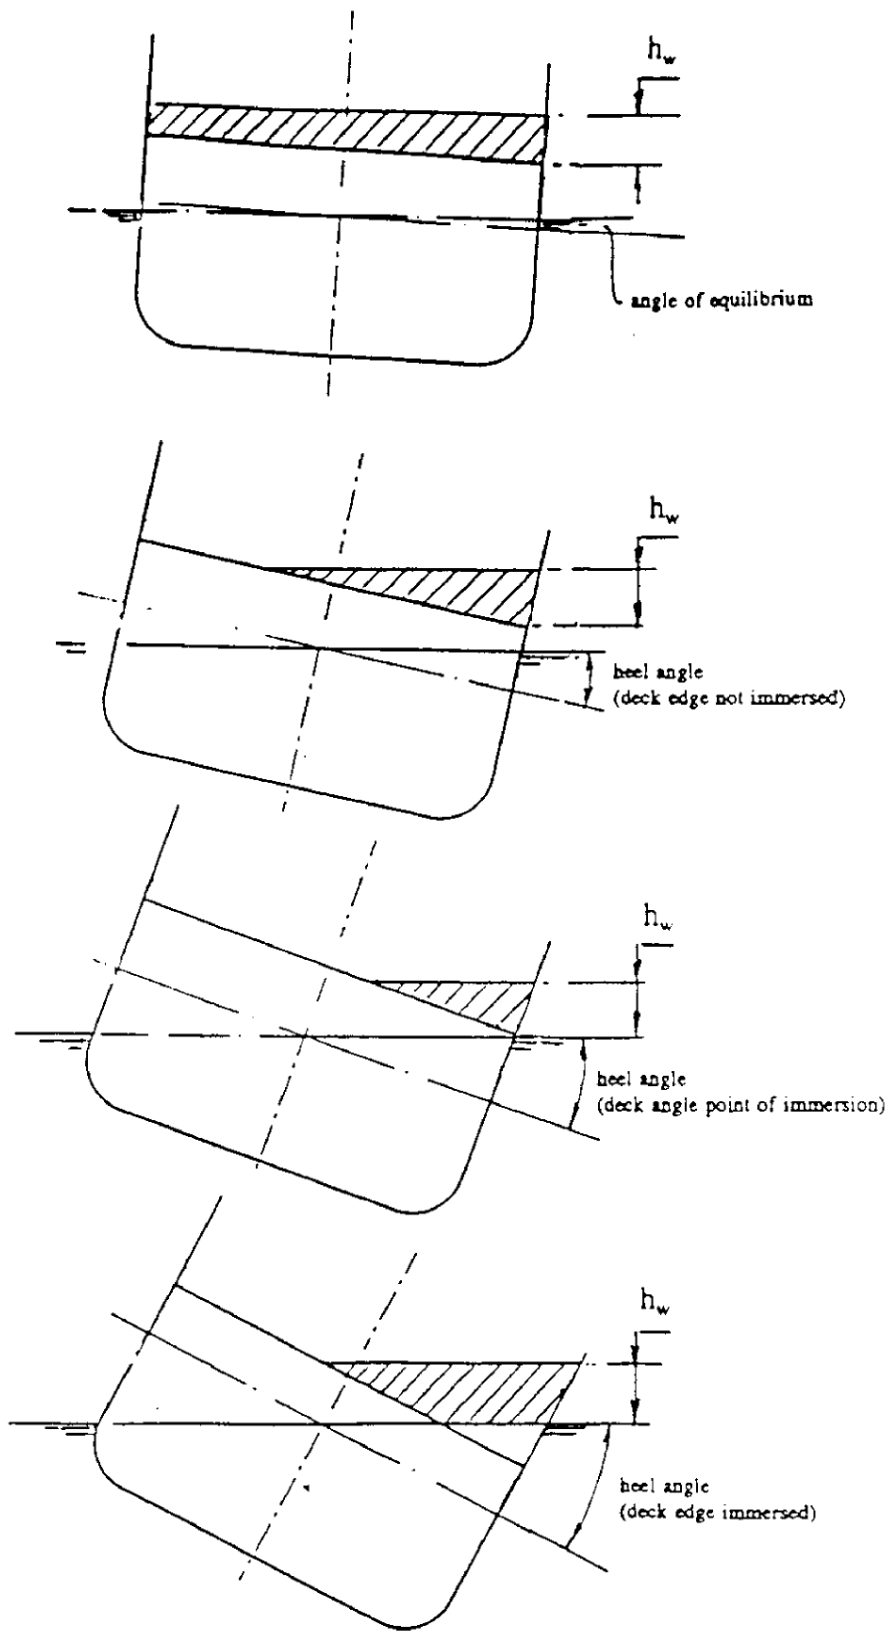 h_w
angle of equilibrium
h_w
heel angle
(deck edge not immersed)
h_w
heel angle
(deck angle point of immersion)
h_w
heel angle
(deck edge immersed)